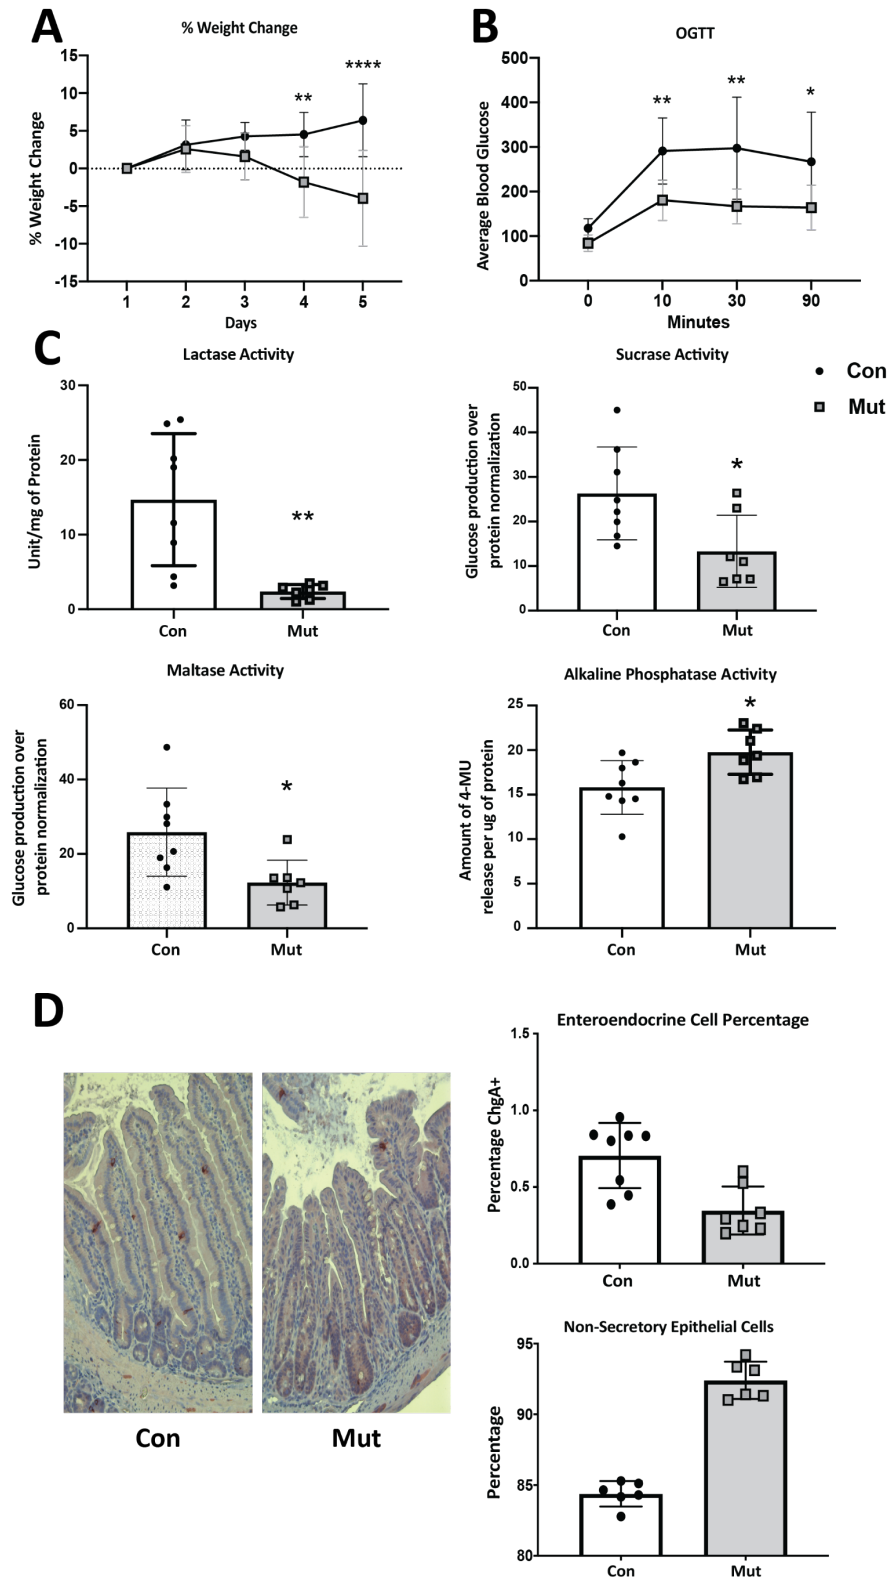 A
% Weight Change
% Weight Change
15
10
5
0
-5
-10
-15
**
****
1 2 3 4 5
Days
B
OGTT
Average Blood Glucose
500
400
300
200
100
0
**
**
*
0 10 30 90
Minutes
C
Lactase Activity
Unit/mg of Protein
30
20
10
0
**
Con Mut
Sucrase Activity
Glucose production over
protein normalization
50
40
30
20
10
0
*
Con Mut
Con
Mut
Maltase Activity
Glucose production over
protein normalization
60
40
20
0
*
Con Mut
Alkaline Phosphatase Activity
Amount of 4-MU
release per ug of protein
25
20
15
10
5
0
*
Con Mut
D
Con Mut
Enteroendocrine Cell Percentage
Percentage ChgA+
1.5
1.0
0.5
0.0
Con Mut
Non-Secretory Epithelial Cells
Percentage
95
90
85
80
Con Mut